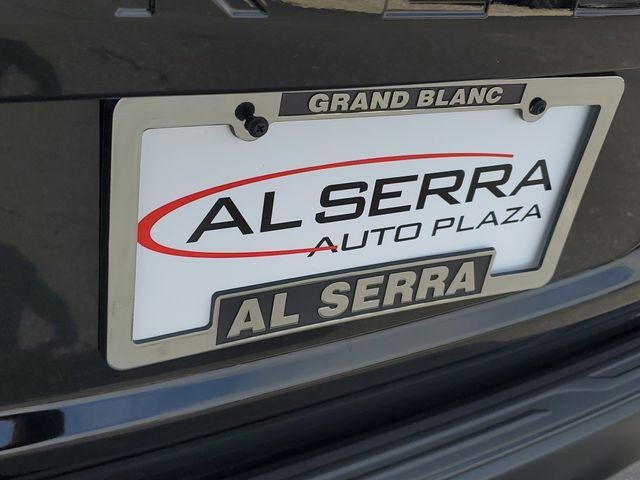 GRAND BLANC
AL SERRA
AUTO PLAZA
AL SERRA